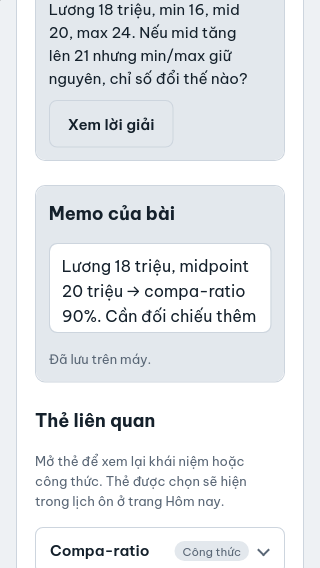 Lương 18 triệu, min 16, mid
20, max 24. Nếu mid tăng
lên 21 nhưng min/max giữ
nguyên, chỉ số đổi thế nào?
Xem lời giải
Memo của bài
Lương 18 triệu, midpoint
20 triệu → compa-ratio
90%. Cần đối chiếu thêm
Đã lưu trên máy.
Thẻ liên quan
Mở thẻ để xem lại khái niệm hoặc
công thức. Thẻ được chọn sẽ hiện
trong lịch ôn ở trang Hôm nay.
Compa-ratio Công thức